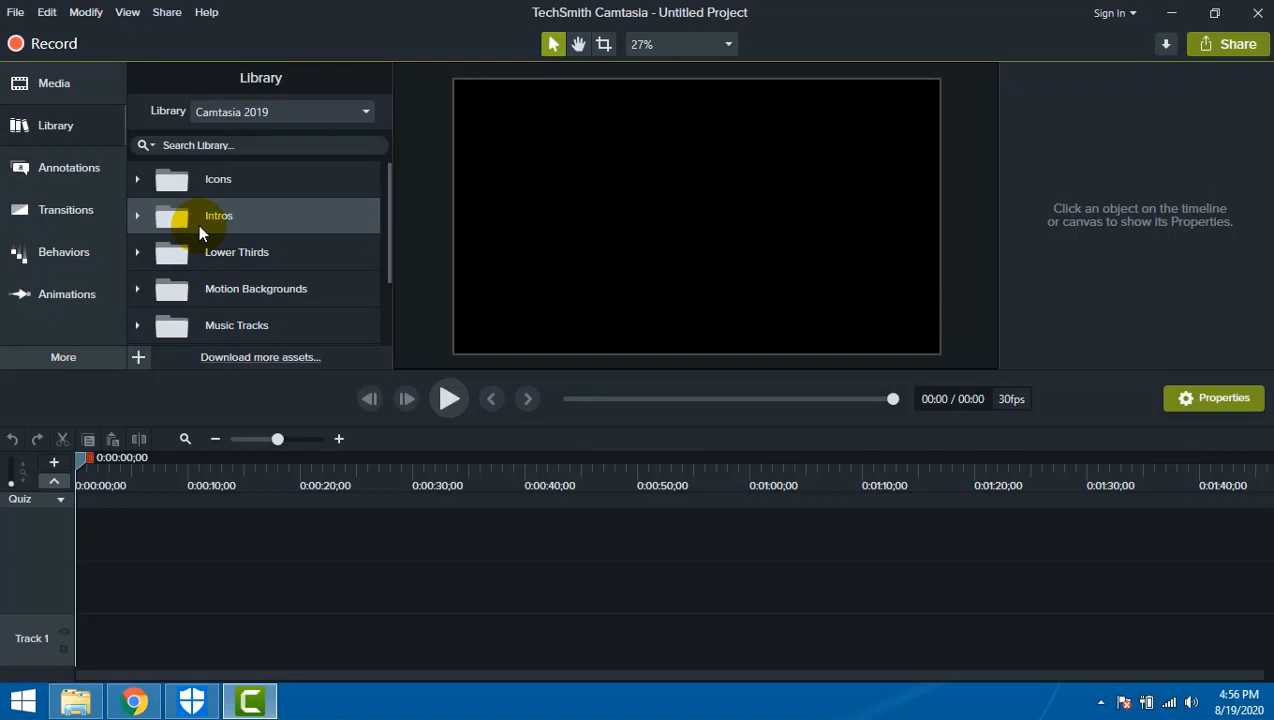 File Edit Modify View Share Help
TechSmith Camtasia - Untitled Project
Sign In
Record
27%
Share
Media
Library
Annotations
Transitions
Behaviors
Animations
More
Library
Library Camtasia 2019
Search Library...
Icons
Intros
Lower Thirds
Motion Backgrounds
Music Tracks
Download more assets...
Click an object on the timeline
or canvas to show its Properties.
00:00 / 00:00 30fps
Properties
0:00:00;00
0:00:00;00 0:00:10;00 0:00:20;00 0:00:30;00 0:00:40;00 0:00:50;00 0:01:00;00 0:01:10;00 0:01:20;00 0:01:30;00 0:01:40;00
Quiz
Track 1
4:56 PM
8/19/2020